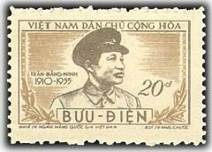 VIỆT NAM DÂN CHỦ CỘNG HÒA
TRẦN-ĐĂNG-NINH
1910-1955
20đ
BƯU-ĐIỆN